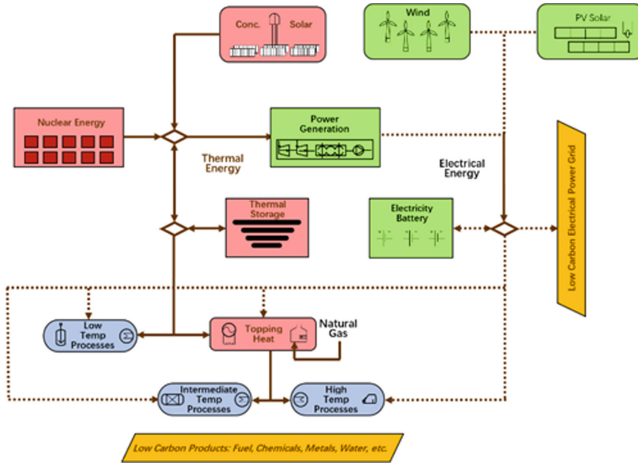 Conc. Solar
Wind
PV Solar
Nuclear Energy
Power
Generation
Thermal
Energy
Electrical
Energy
Thermal
Storage
Electricity
Battery
Low Carbon Electrical Power Grid
Low
Temp
Processes
Topping
Heat
Natural
Gas
Intermediate
Temp
Processes
High
Temp
Processes
Low Carbon Products: Fuel, Chemicals, Metals, Water, etc.